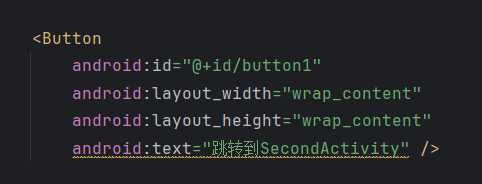 <Button
android:id="@+id/button1"
android:layout_width="wrap_content"
android:layout_height="wrap_content"
android:text="跳转到SecondActivity" />